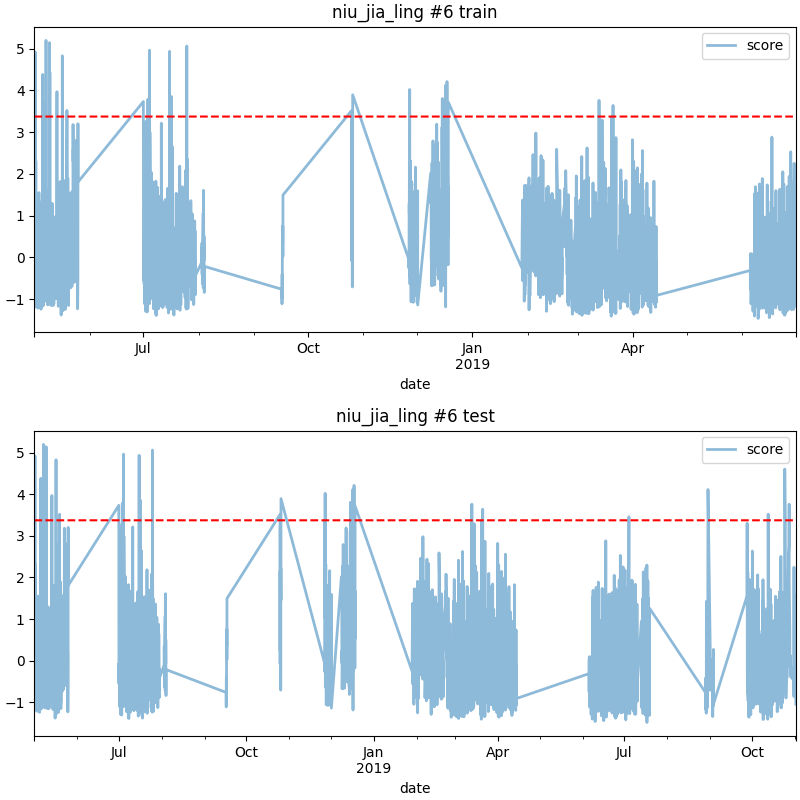 niu_jia_ling #6 train
score
5
4
3
2
1
0
−1
Jul
Oct
Jan
2019
Apr
date
niu_jia_ling #6 test
score
5
4
3
2
1
0
−1
Jul
Oct
Jan
2019
Apr
Jul
Oct
date